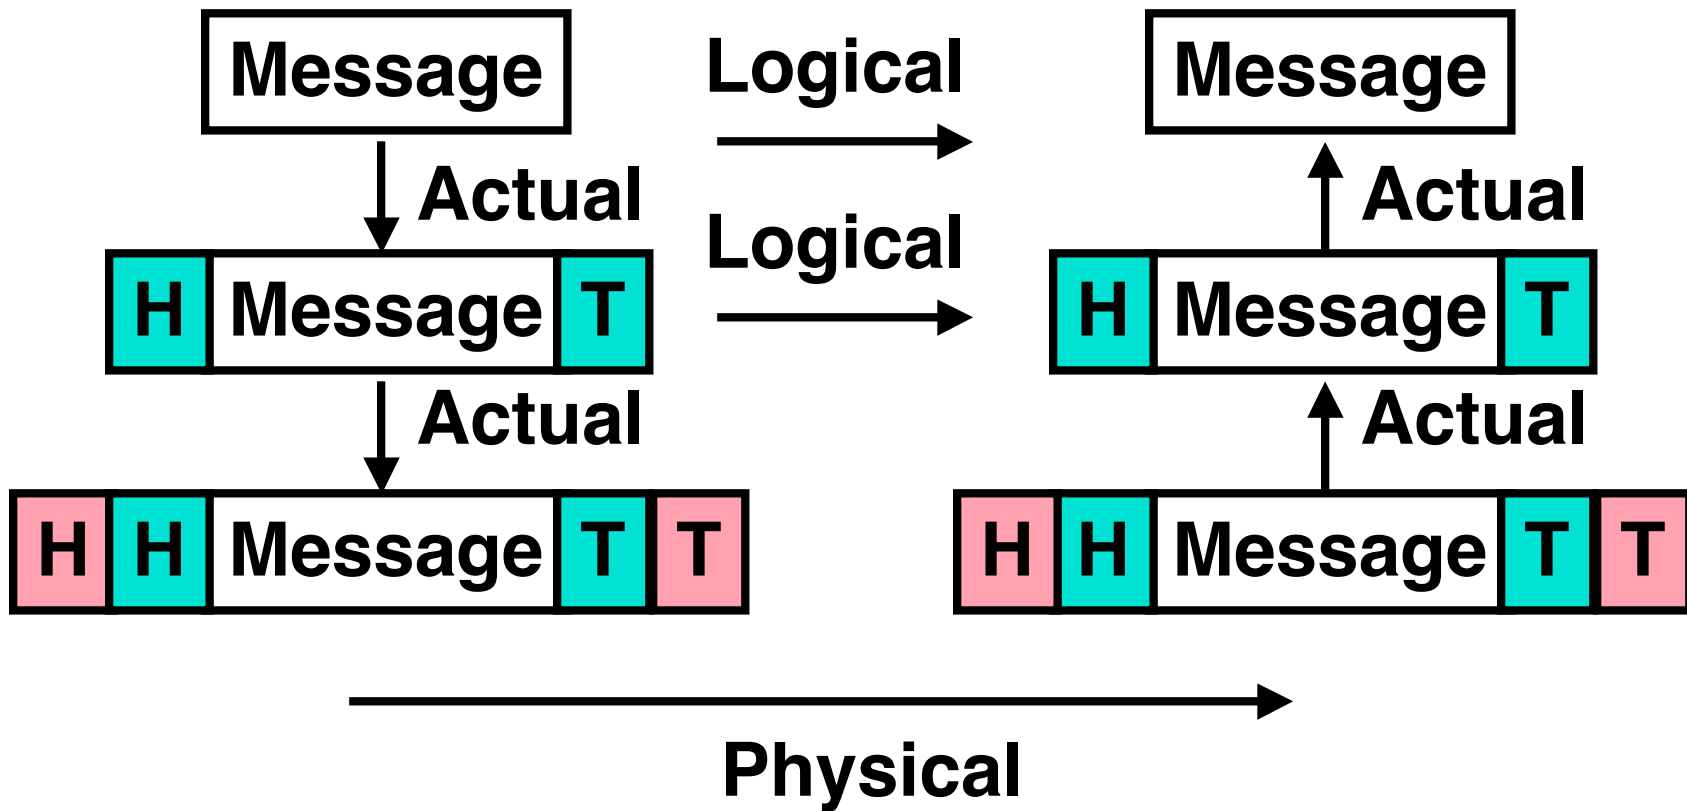 Message Logical Message
Actual Actual
Logical
H Message T H Message T
Actual Actual
H H Message T T H H Message T T
Physical